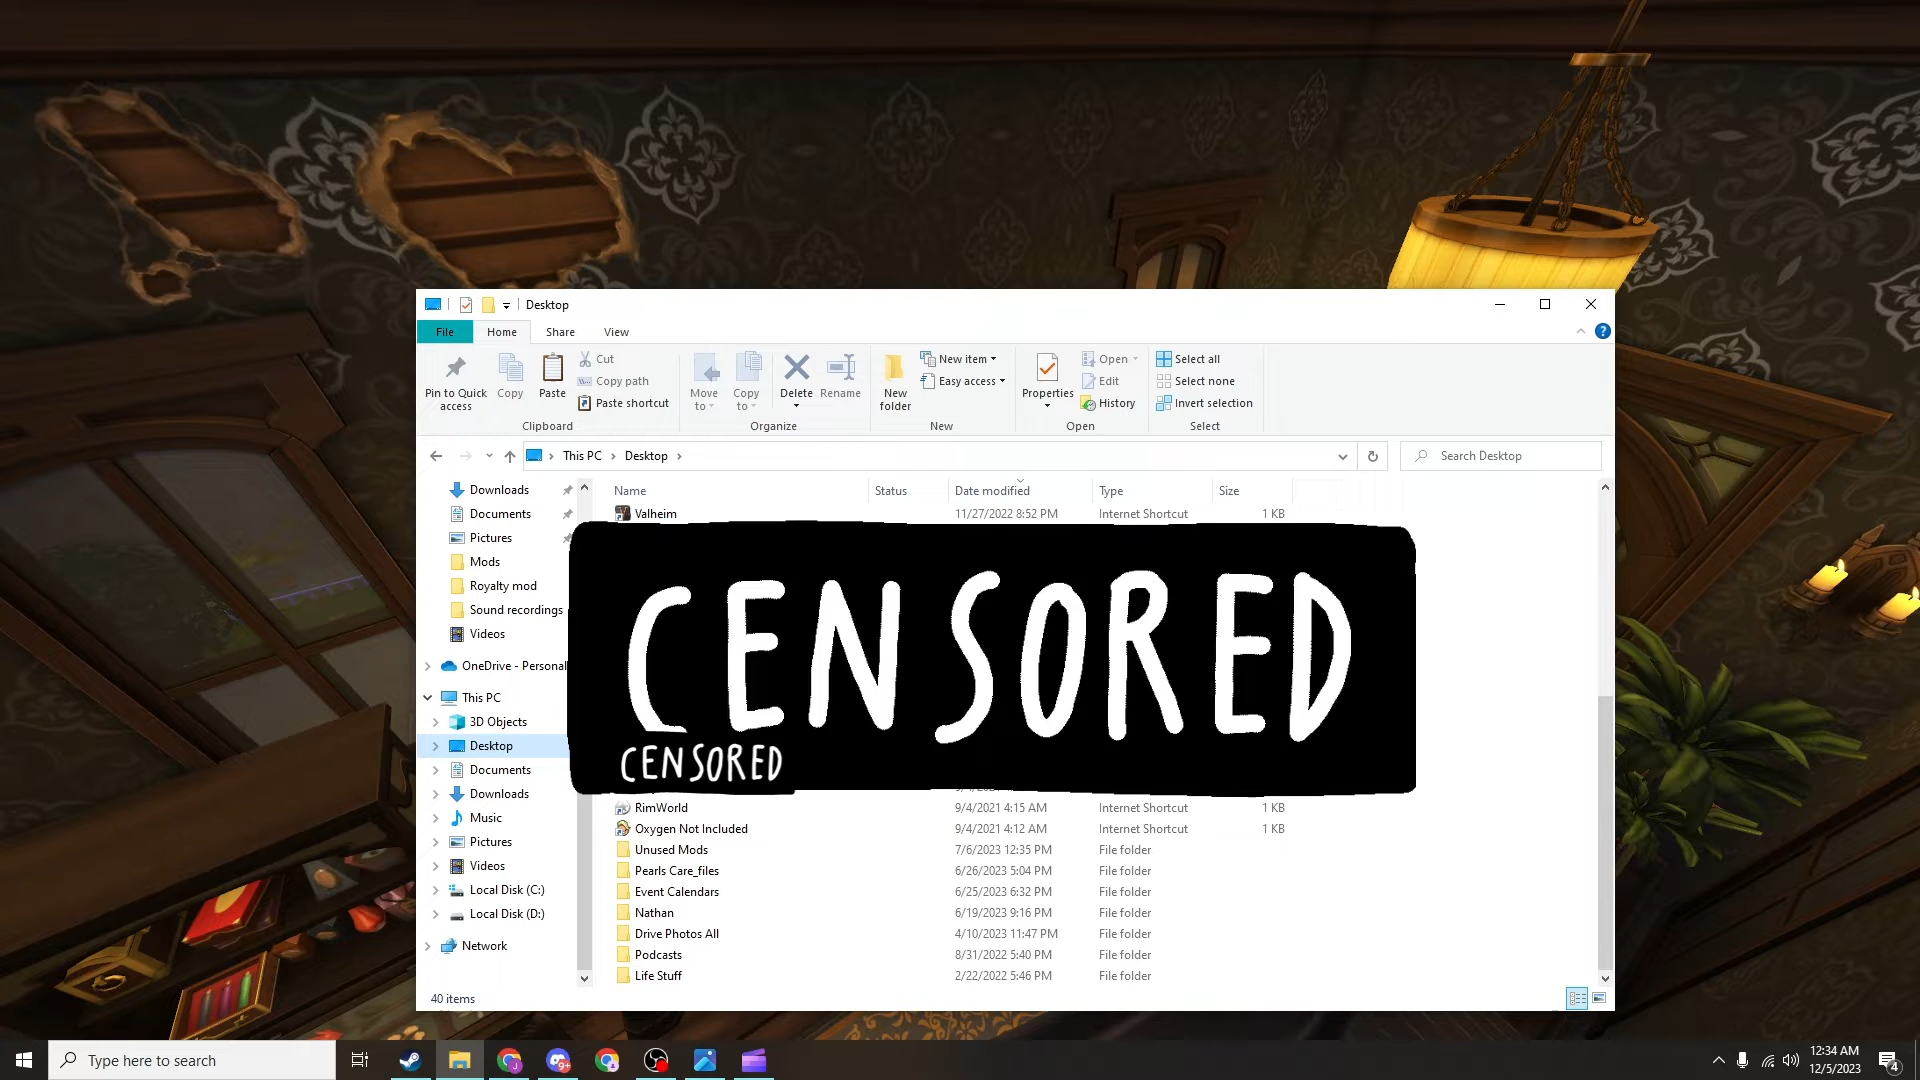 Desktop
File Home Share View
Pin to Quick access
Copy
Paste
Cut
Copy path
Paste shortcut
Clipboard
Move to
Copy to
Delete
Rename
Organize
New folder
New item
Easy access
New
Properties
Open
Edit
History
Open
Select all
Select none
Invert selection
Select
This PC > Desktop >
Search Desktop
Downloads
Documents
Pictures
Mods
Royalty mod
Sound recordings
Videos
OneDrive - Personal
This PC
3D Objects
Desktop
Documents
Downloads
Music
Pictures
Videos
Local Disk (C:)
Local Disk (D:)
Network
Name Status Date modified Type Size
Valheim 11/27/2022 8:52 PM Internet Shortcut 1 KB
CENSORED
CENSORED
RimWorld 9/4/2021 4:15 AM Internet Shortcut 1 KB
Oxygen Not Included 9/4/2021 4:12 AM Internet Shortcut 1 KB
Unused Mods 7/6/2023 12:35 PM File folder
Pearls Care_files 6/26/2023 5:04 PM File folder
Event Calendars 6/25/2023 6:32 PM File folder
Nathan 6/19/2023 9:16 PM File folder
Drive Photos All 4/10/2023 11:47 PM File folder
Podcasts 8/31/2022 5:40 PM File folder
Life Stuff 2/22/2022 5:46 PM File folder
40 items
Type here to search
9+
12:34 AM
12/5/2023
4